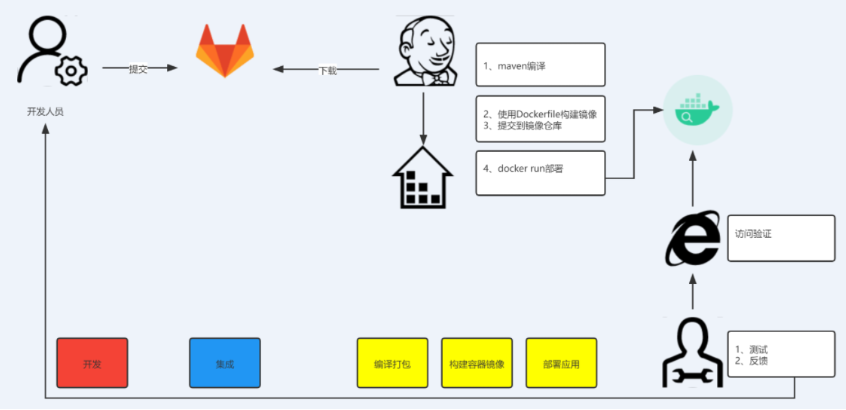 提交
下载
开发人员
1、maven编译
2、使用Dockerfile构建镜像
3、提交到镜像仓库
4、docker run部署
访问验证
1、测试
2、反馈
开发
集成
编译打包
构建容器镜像
部署应用